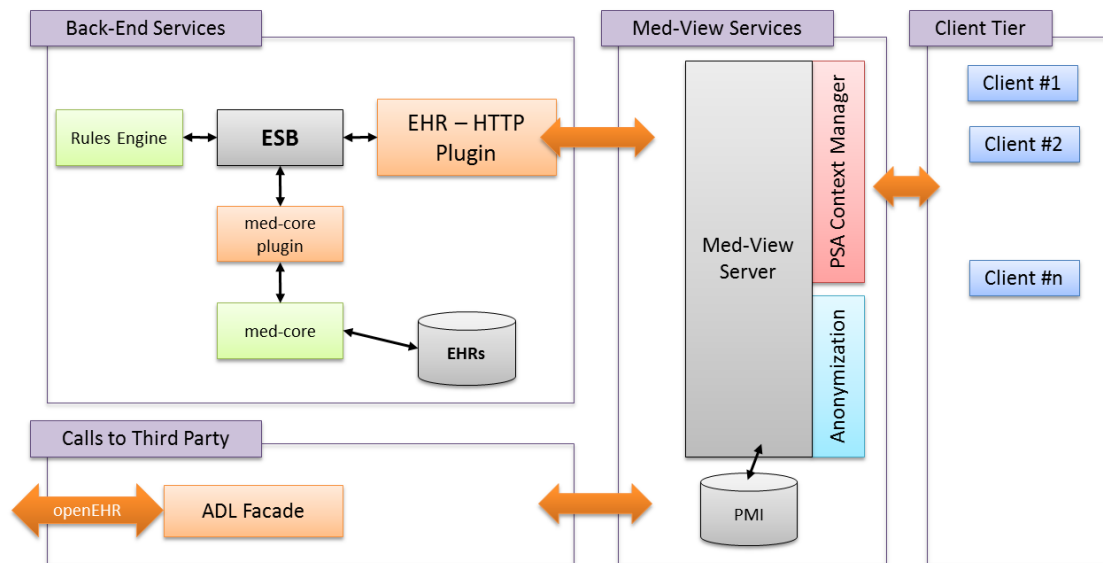 Back-End Services
Rules Engine
ESB
EHR – HTTP
Plugin
med-core
plugin
med-core
EHRs
Calls to Third Party
openEHR
ADL Facade
Med-View Services
Med-View
Server
PSA Context Manager
Anonymization
PMI
Client Tier
Client #1
Client #2
Client #n